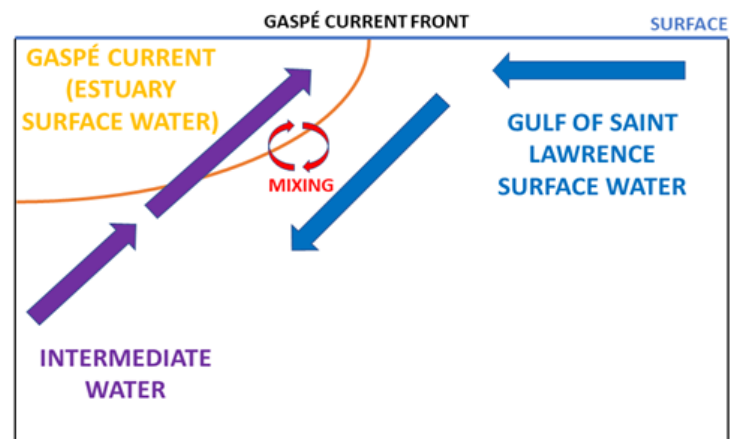 GASPÉ CURRENT FRONT
SURFACE
GASPÉ CURRENT
(ESTUARY
SURFACE WATER)
GULF OF SAINT
LAWRENCE
SURFACE WATER
MIXING
INTERMEDIATE
WATER